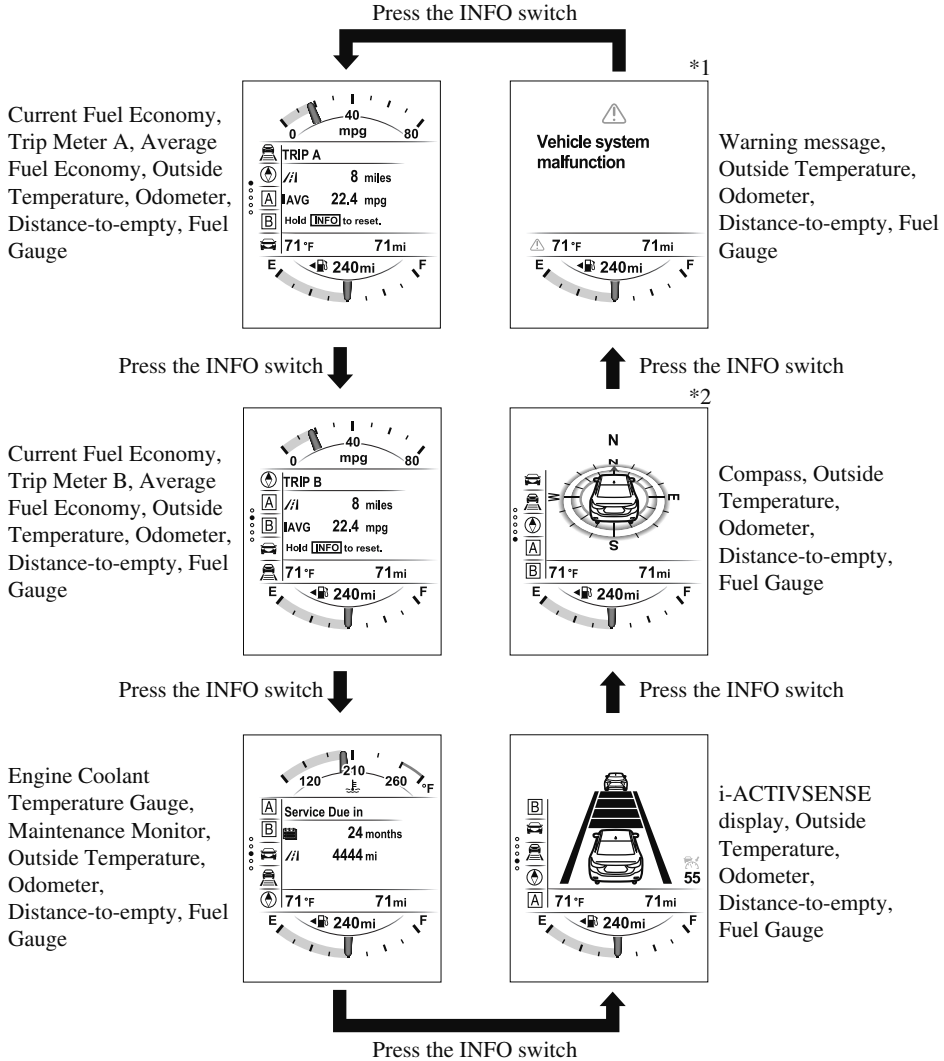 Press the INFO switch
Current Fuel Economy,
Trip Meter A, Average
Fuel Economy, Outside
Temperature, Odometer,
Distance-to-empty, Fuel
Gauge
0 40 80
mpg
TRIP A
8 miles
A AVG 22.4 mpg
B Hold INFO to reset.
71°F 71mi
E 240mi F
*1
Vehicle system
malfunction
71°F 71mi
E 240mi F
Warning message,
Outside Temperature,
Odometer,
Distance-to-empty, Fuel
Gauge
Press the INFO switch
Press the INFO switch
Current Fuel Economy,
Trip Meter B, Average
Fuel Economy, Outside
Temperature, Odometer,
Distance-to-empty, Fuel
Gauge
0 40 80
mpg
TRIP B
A 8 miles
B AVG 22.4 mpg
Hold INFO to reset.
71°F 71mi
E 240mi F
*2
N
N
W E
S
A
B 71°F 71mi
E 240mi F
Compass, Outside
Temperature,
Odometer,
Distance-to-empty,
Fuel Gauge
Press the INFO switch
Press the INFO switch
Engine Coolant
Temperature Gauge,
Maintenance Monitor,
Outside Temperature,
Odometer,
Distance-to-empty, Fuel
Gauge
120 210 260 °F
A Service Due in
B 24 months
4444 mi
71°F 71mi
E 240mi F
B
55
A 71°F 71mi
E 240mi F
i-ACTIVSENSE
display, Outside
Temperature,
Odometer,
Distance-to-empty,
Fuel Gauge
Press the INFO switch